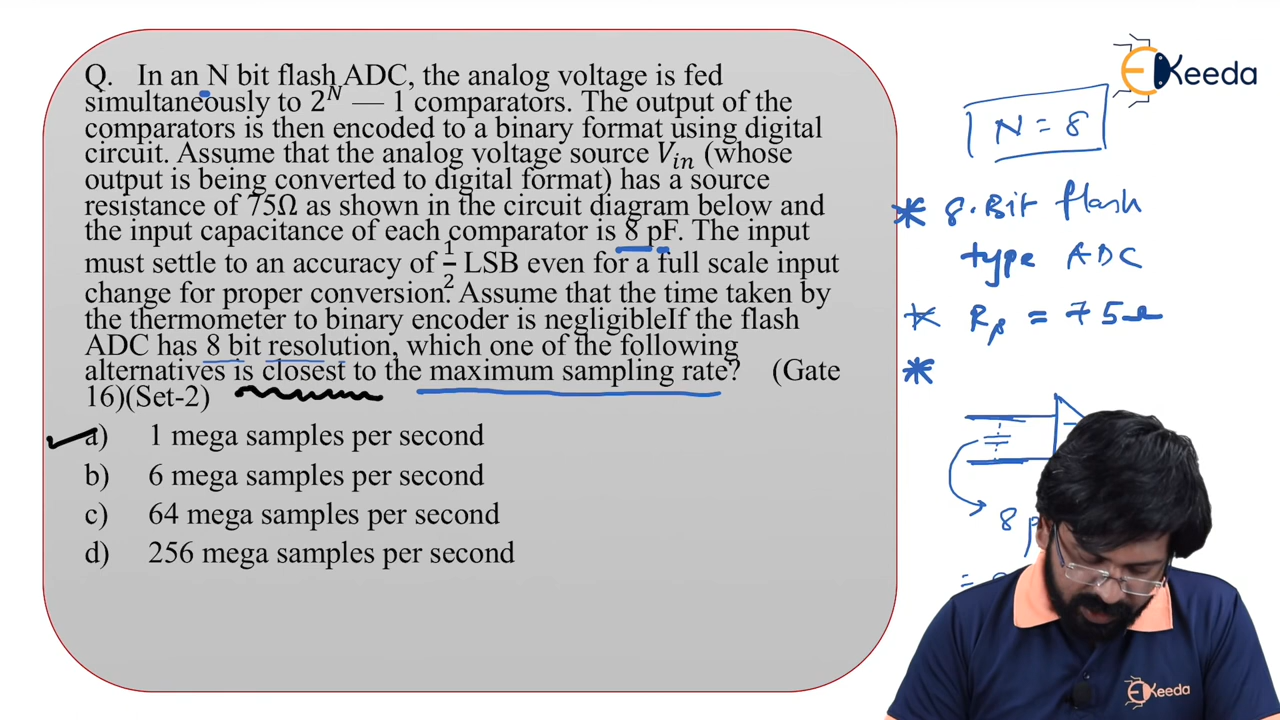 Q. In an N bit flash ADC, the analog voltage is fed
simultaneously to 2^N — 1 comparators. The output of the
comparators is then encoded to a binary format using digital
circuit. Assume that the analog voltage source V_in (whose
output is being converted to digital format) has a source
resistance of 75Ω as shown in the circuit diagram below and
the input capacitance of each comparator is 8 pF. The input
must settle to an accuracy of 1/2 LSB even for a full scale input
change for proper conversion. Assume that the time taken by
the thermometer to binary encoder is negligibleIf the flash
ADC has 8 bit resolution, which one of the following
alternatives is closest to the maximum sampling rate? (Gate
16)(Set-2)
a) 1 mega samples per second
b) 6 mega samples per second
c) 64 mega samples per second
d) 256 mega samples per second
Keeda
N = 8
* 8.Bit flash
type ADC
* R = 75Ω
*
8 p
=
Keeda